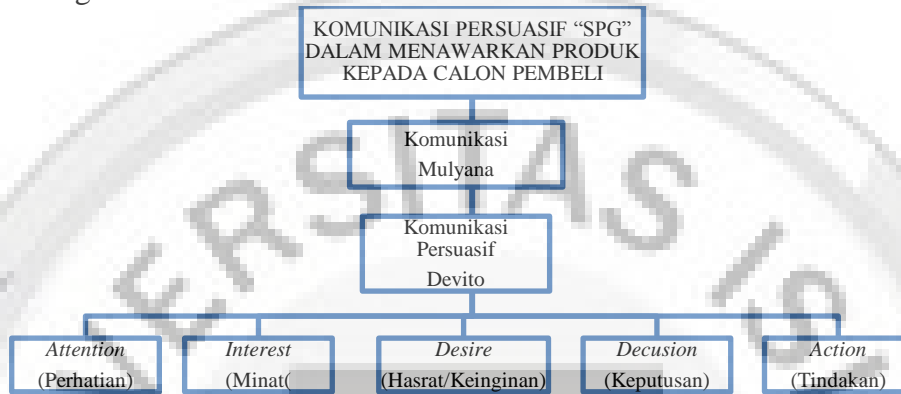 KOMUNIKASI PERSUASIF “SPG”
DALAM MENAWARKAN PRODUK
KEPADA CALON PEMBELI
Komunikasi
Mulyana
Komunikasi
Persuasif
Devito
Attention
(Perhatian)
Interest
(Minat(
Desire
(Hasrat/Keinginan)
Decusion
(Keputusan)
Action
(Tindakan)